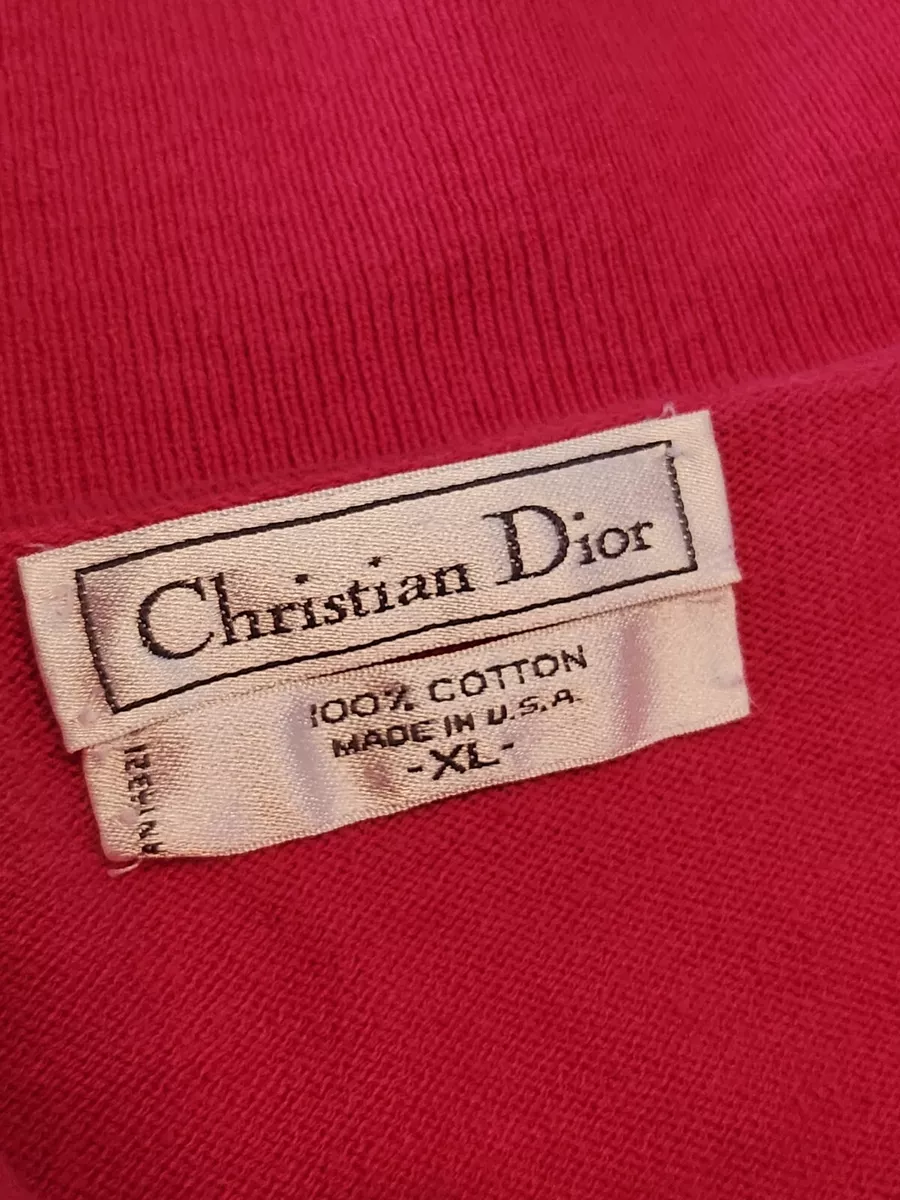 Christian Dior
100% COTTON
MADE IN U.S.A.
-XL-